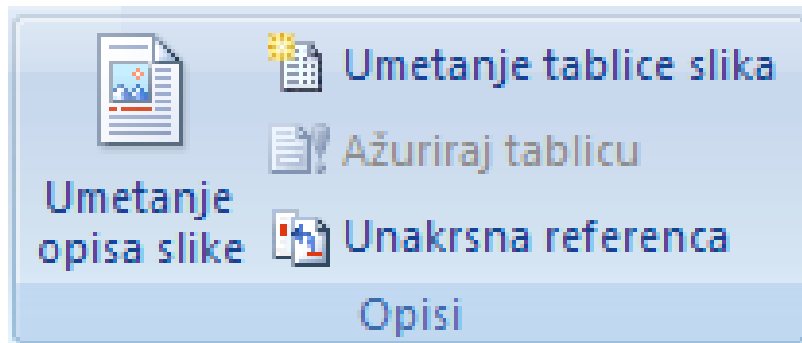 Umetanje
opisa slike
Umetanje tablice slika
Ažuriraj tablicu
Unakrsna referenca
Opisi